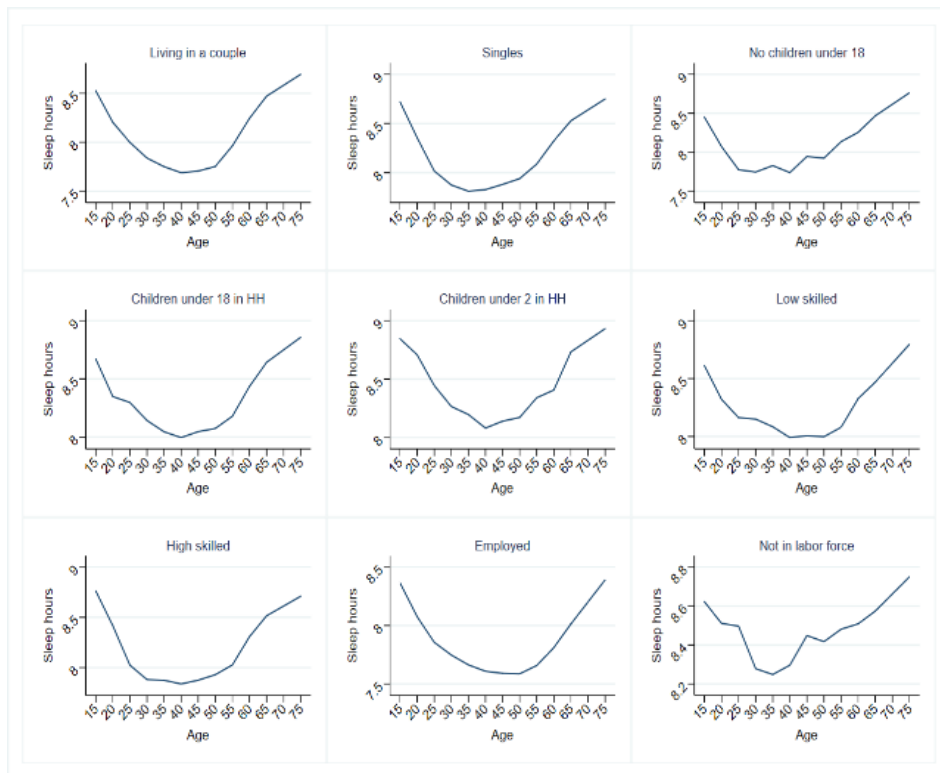 Living in a couple
Sleep hours
8.5
8
7.5
15 20 25 30 35 40 45 50 55 60 65 70 75
Age
Singles
Sleep hours
9
8.5
8
15 20 25 30 35 40 45 50 55 60 65 70 75
Age
No children under 18
Sleep hours
9
8.5
8
7.5
15 20 25 30 35 40 45 50 55 60 65 70 75
Age
Children under 18 in HH
Sleep hours
9
8.5
8
15 20 25 30 35 40 45 50 55 60 65 70 75
Age
Children under 2 in HH
Sleep hours
9
8.5
8
15 20 25 30 35 40 45 50 55 60 65 70 75
Age
Low skilled
Sleep hours
9
8.5
8
15 20 25 30 35 40 45 50 55 60 65 70 75
Age
High skilled
Sleep hours
9
8.5
8
15 20 25 30 35 40 45 50 55 60 65 70 75
Age
Employed
Sleep hours
8.5
8
7.5
15 20 25 30 35 40 45 50 55 60 65 70 75
Age
Not in labor force
Sleep hours
8.8
8.6
8.4
8.2
15 20 25 30 35 40 45 50 55 60 65 70 75
Age